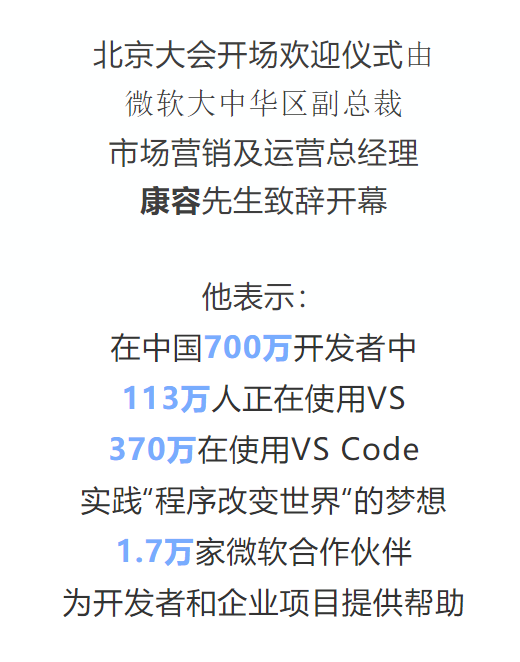 北京大会开场欢迎仪式由
微软大中华区副总裁
市场营销及运营总经理
康容先生致辞开幕
他表示：
在中国700万开发者中
113万人正在使用VS
370万在使用VS Code
实践“程序改变世界“的梦想
1.7万家微软合作伙伴
为开发者和企业项目提供帮助